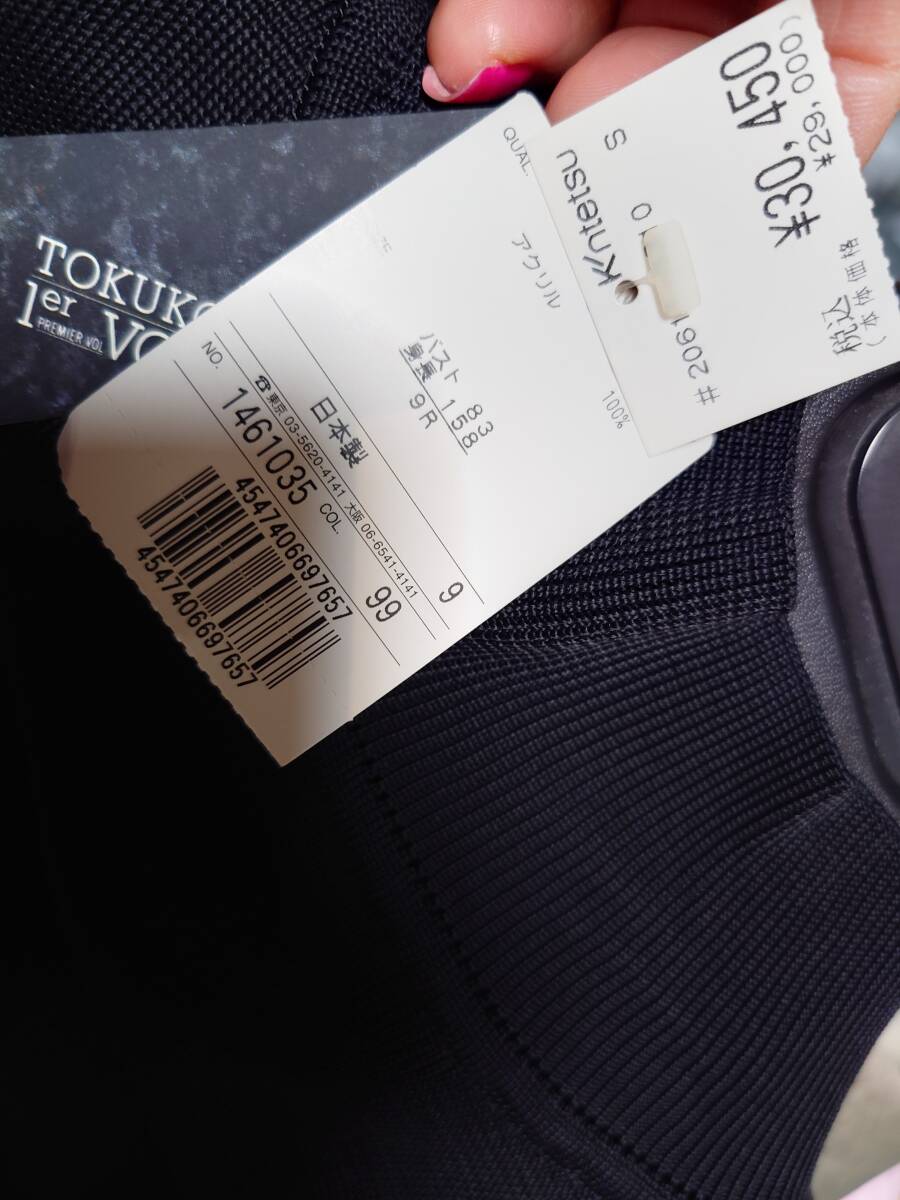 TOKUKO
1er VO
PREMIER VOL
QUAL.
アクリル
100%
バスト 83
身長 158
9R
9
日本製
☎ 東京 03-5620-4141 大阪 06-6541-4141
NO.
1461035
COL.
99
4547406697657
4547406697657
Kintetsu
S
税込
¥30,450
(本体価格
¥29,000)